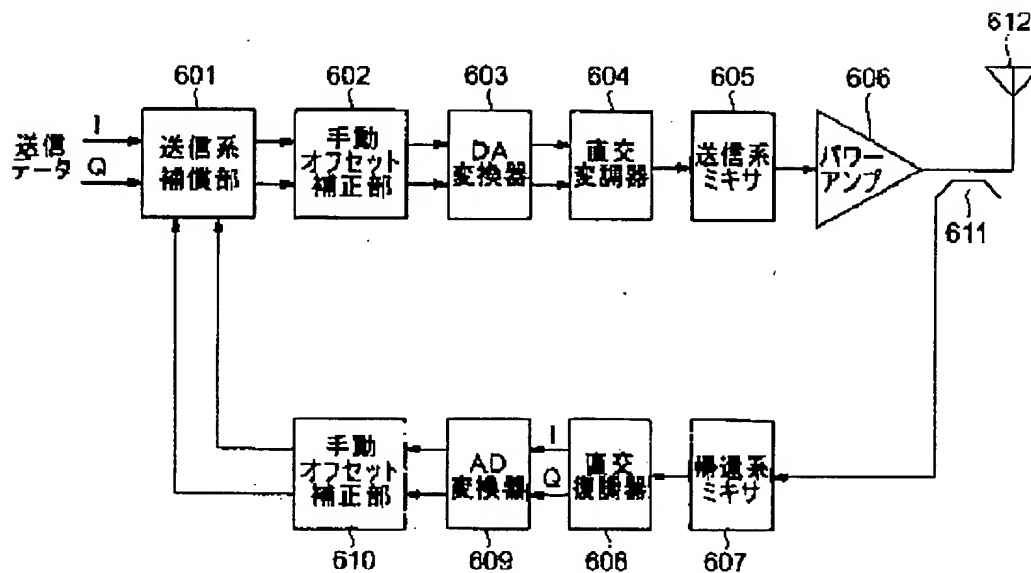 612
601
602
603
604
605
606
送信
データ
I
Q
送信系
補償部
手動
オフセット
補正部
DA
変換器
直交
変調器
送信系
ミキサ
パワー
アンプ
611
手動
オフセット
補正部
AD
変換器
I
Q
直交
復調器
帰還系
ミキサ
610
609
608
607